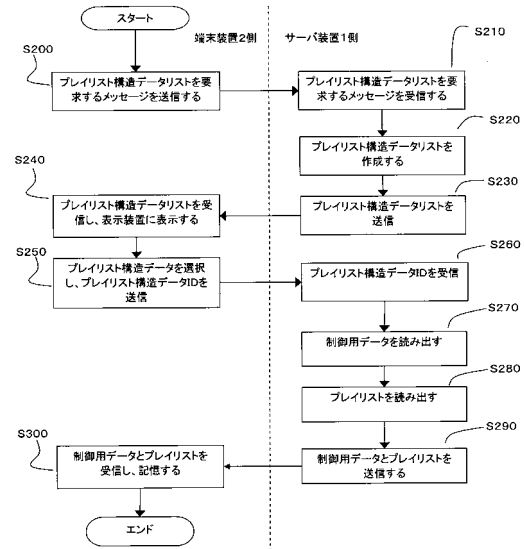 スタート
端末装置2側
サーバ装置1側
S200
プレイリスト構造データリストを要
求するメッセージを送信する
S210
プレイリスト構造データリストを要
求するメッセージを受信する
S220
プレイリスト構造データリストを
作成する
S230
プレイリスト構造データリストを
送信
S240
プレイリスト構造データリストを受
信し、表示装置に表示する
S250
プレイリスト構造データを選択
し、プレイリスト構造データIDを
送信
S260
プレイリスト構造データIDを受信
S270
制御用データを読み出す
S280
プレイリストを読み出す
S290
制御用データとプレイリストを
送信する
S300
制御用データとプレイリストを
受信し、記憶する
エンド